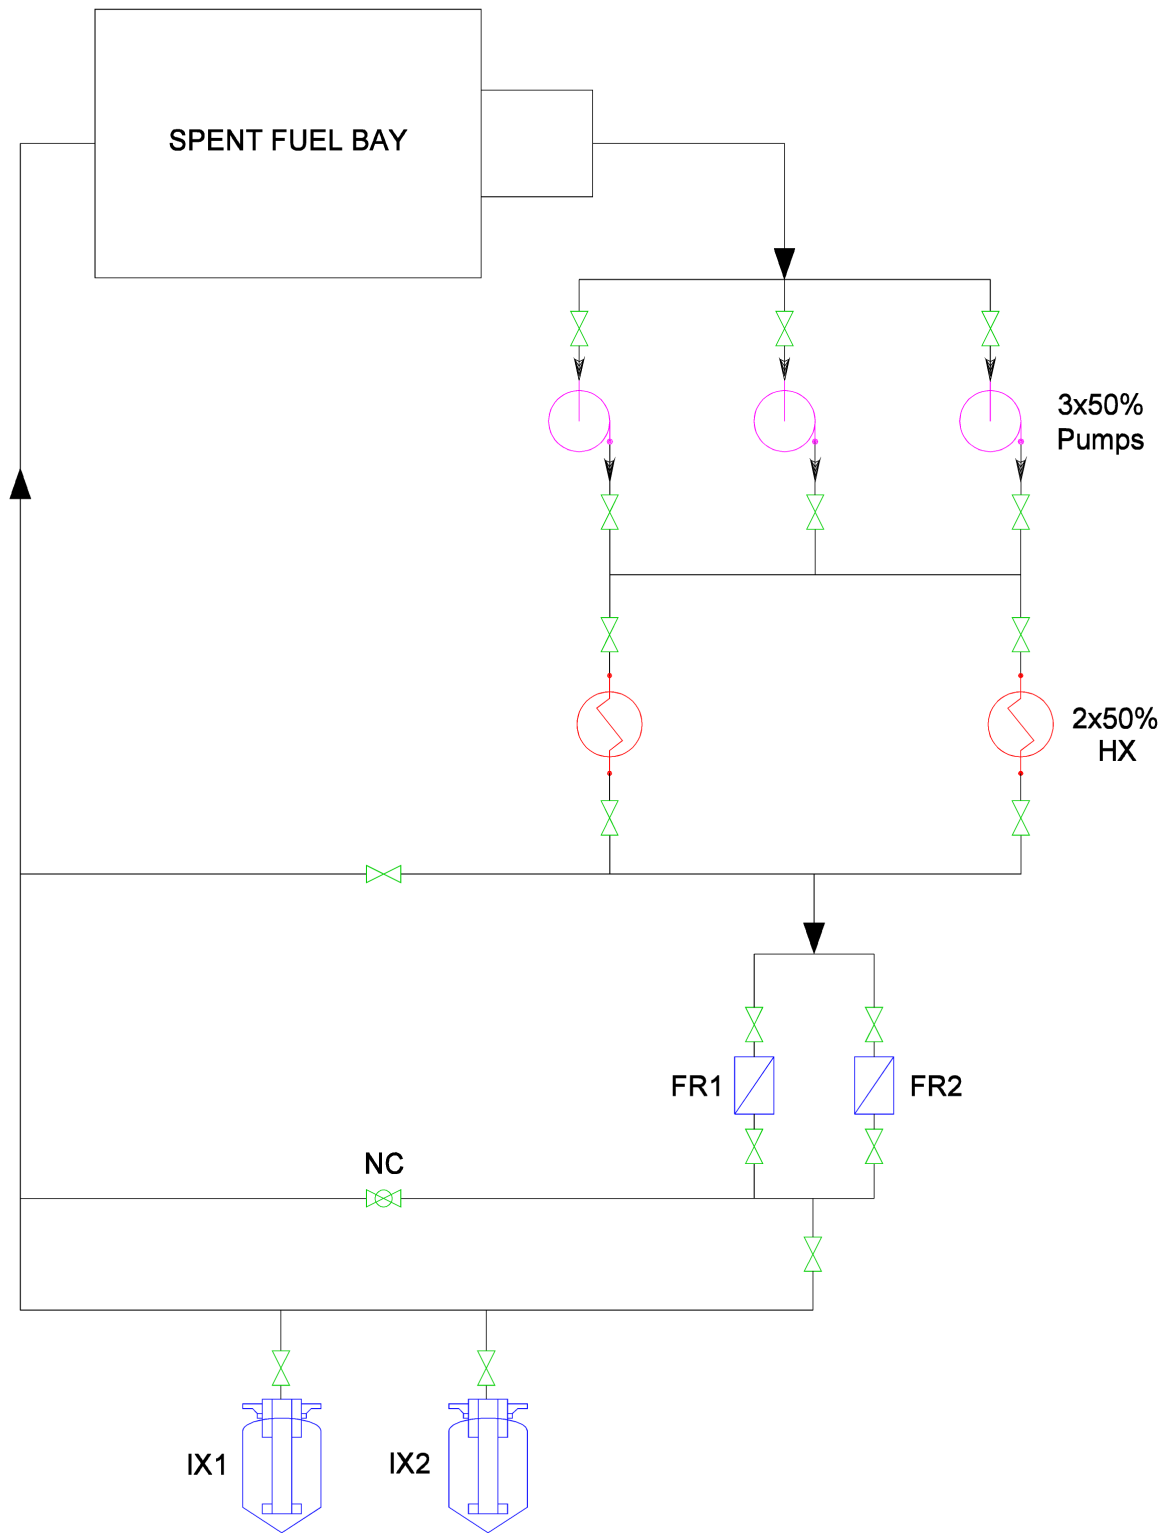 SPENT FUEL BAY
3x50%
Pumps
2x50%
HX
FR1
FR2
NC
IX1
IX2